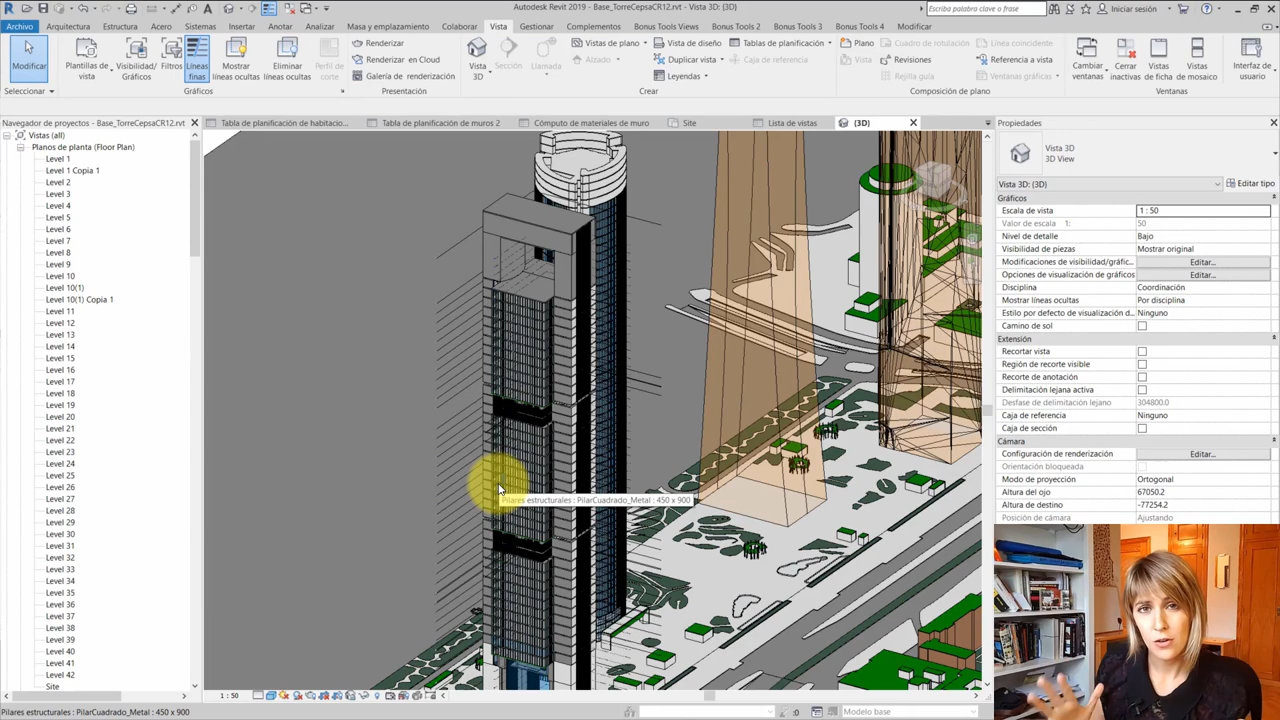 Autodesk Revit 2019 - Base_TorreCepsaCR12.rvt - Vista 3D: {3D}
Escriba palabra clave o frase
Iniciar sesión
Archivo Arquitectura Estructura Acero Sistemas Insertar Anotar Analizar Masa y emplazamiento Colaborar Vista Gestionar Complementos Bonus Tools Views Bonus Tools 2 Bonus Tools 3 Bonus Tools 4 Modificar
Modificar
Plantillas de vista
Visibilidad/ Gráficos
Filtros
Líneas finas
Mostrar líneas ocultas
Eliminar líneas ocultas
Perfil de corte
Renderizar
Renderizar en Cloud
Galería de renderización
Vista 3D
Sección
Llamada
Vistas de plano
Alzado
Vista de diseño
Duplicar vista
Leyendas
Tablas de planificación
Caja de referencia
Plano
Vista
Cuadro de rotulación
Revisiones
Rejilla guía
Línea coincidente
Referencia a vista
Ventanas gráficas
Cambiar ventanas
Cerrar inactivas
Vistas de ficha
Vistas de mosaico
Interfaz de usuario
Seleccionar Gráficos Presentación Crear Composición de plano Ventanas
Navegador de proyectos - Base_TorreCepsaCR12.rvt
Tabla de planificación de habitacio...
Tabla de planificación de muros 2
Cómputo de materiales de muro
Site
Lista de vistas
{3D}
Vistas (all)
Planos de planta (Floor Plan)
Level 1
Level 1 Copia 1
Level 2
Level 3
Level 4
Level 5
Level 6
Level 7
Level 8
Level 9
Level 10
Level 10(1)
Level 10(1) Copia 1
Level 11
Level 12
Level 13
Level 14
Level 15
Level 16
Level 17
Level 18
Level 19
Level 20
Level 21
Level 22
Level 23
Level 24
Level 25
Level 26
Level 27
Level 28
Level 29
Level 30
Level 31
Level 32
Level 33
Level 34
Level 35
Level 36
Level 37
Level 38
Level 39
Level 40
Level 41
Level 42
Site
Pilares estructurales : PilarCuadrado_Metal : 450 x 900
Propiedades
Vista 3D
3D View
Vista 3D: {3D}
Editar tipo
Gráficos
Escala de vista 1 : 50
Valor de escala 1: 50
Nivel de detalle Bajo
Visibilidad de piezas Mostrar original
Modificaciones de visibilidad/gráfic... Editar...
Opciones de visualización de gráficos Editar...
Disciplina Coordinación
Mostrar líneas ocultas Por disciplina
Estilo por defecto de visualización d... Ninguno
Camino de sol
Extensión
Recortar vista
Región de recorte visible
Recorte de anotación
Delimitación lejana activa
Desfase de delimitación lejano 304800.0
Caja de referencia Ninguno
Caja de sección
Cámara
Configuración de renderización Editar...
Orientación bloqueada
Modo de proyección Ortogonal
Altura del ojo 67050.2
Altura de destino -77254.2
Posición de cámara Ajustando
1 : 50
Pilares estructurales : PilarCuadrado_Metal : 450 x 900
:0
Modelo base